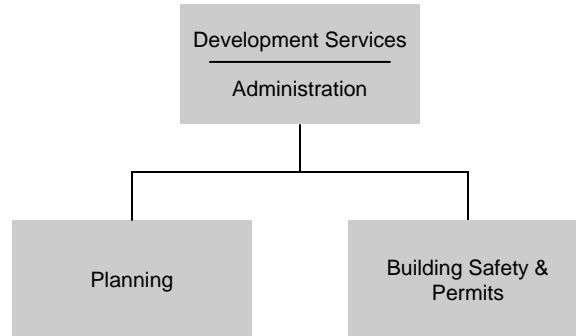 Development Services
Administration
Planning
Building Safety &
Permits